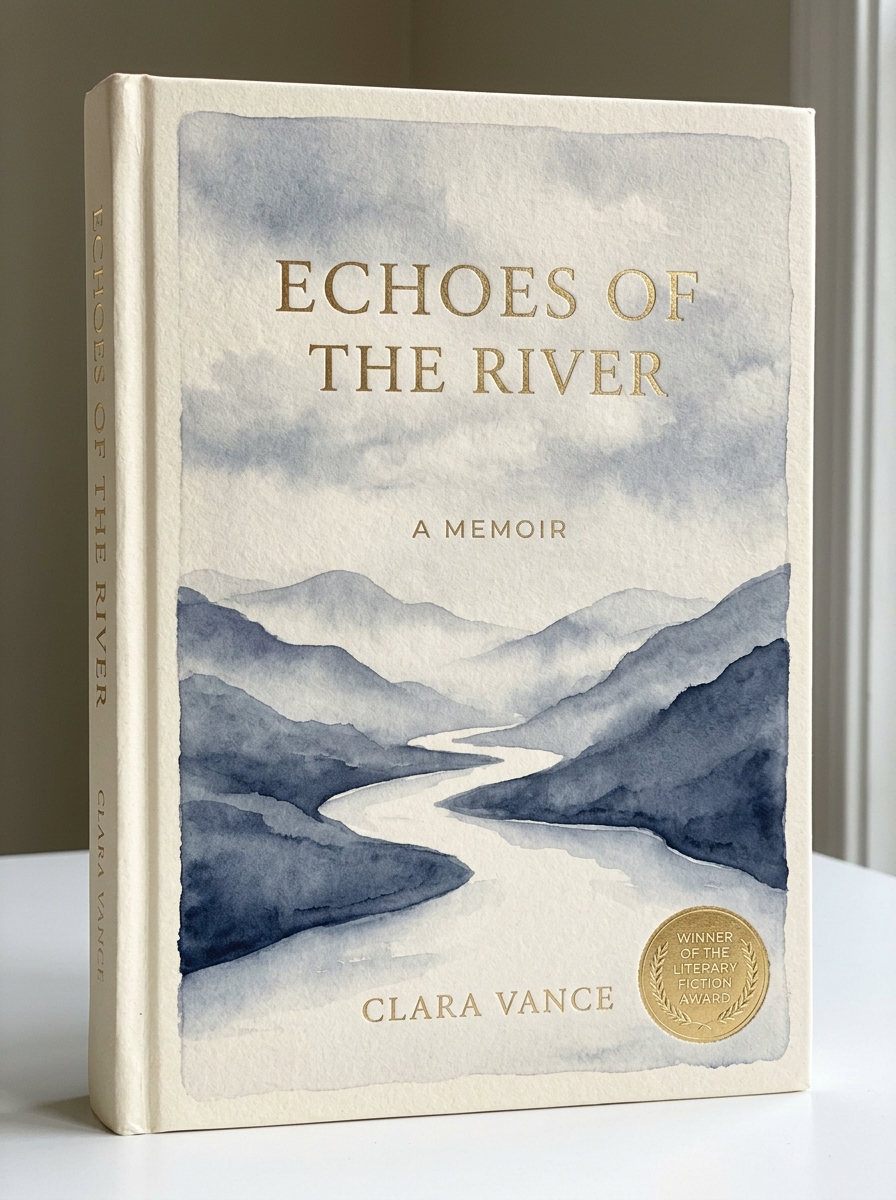 ECHOES OF THE RIVER
CLARA VANCE
ECHOES OF
THE RIVER
A MEMOIR
CLARA VANCE
WINNER
OF THE
LITERARY
FICTION
AWARD